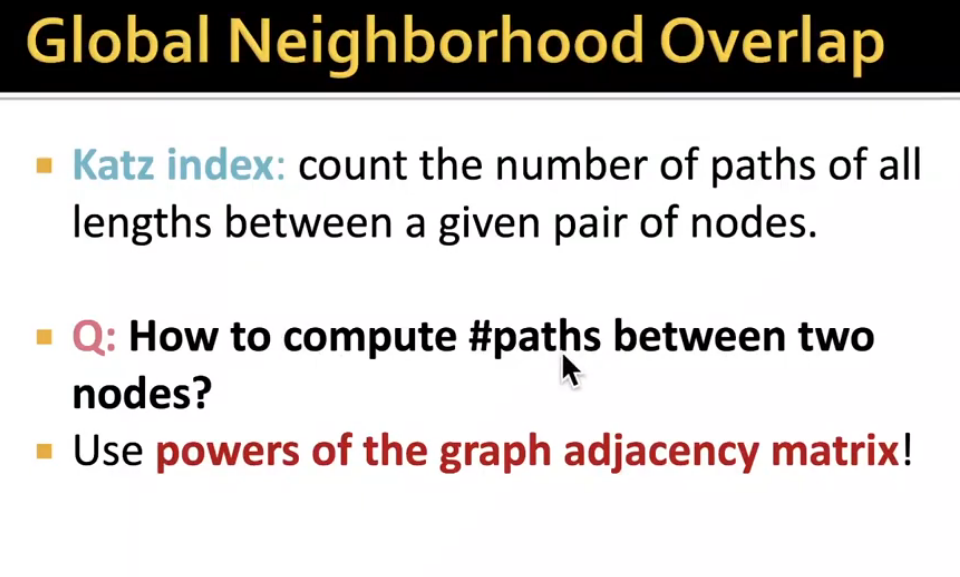 Global Neighborhood Overlap
Katz index: count the number of paths of all
lengths between a given pair of nodes.
Q: How to compute #paths between two
nodes?
Use powers of the graph adjacency matrix!